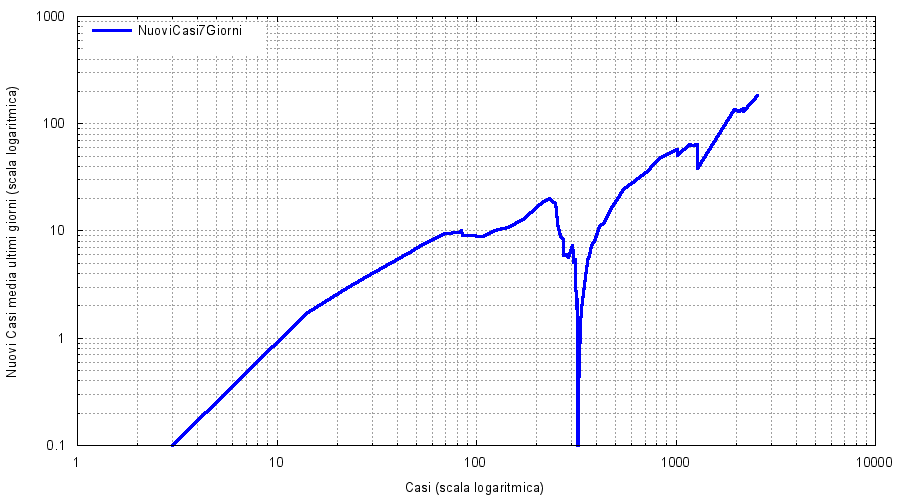 1000
NuoviCasi7Giorni
100
10
1
0.1
Nuovi Casi media ultimi giorni (scala logaritmica)
1 10 100 1000 10000
Casi (scala logaritmica)